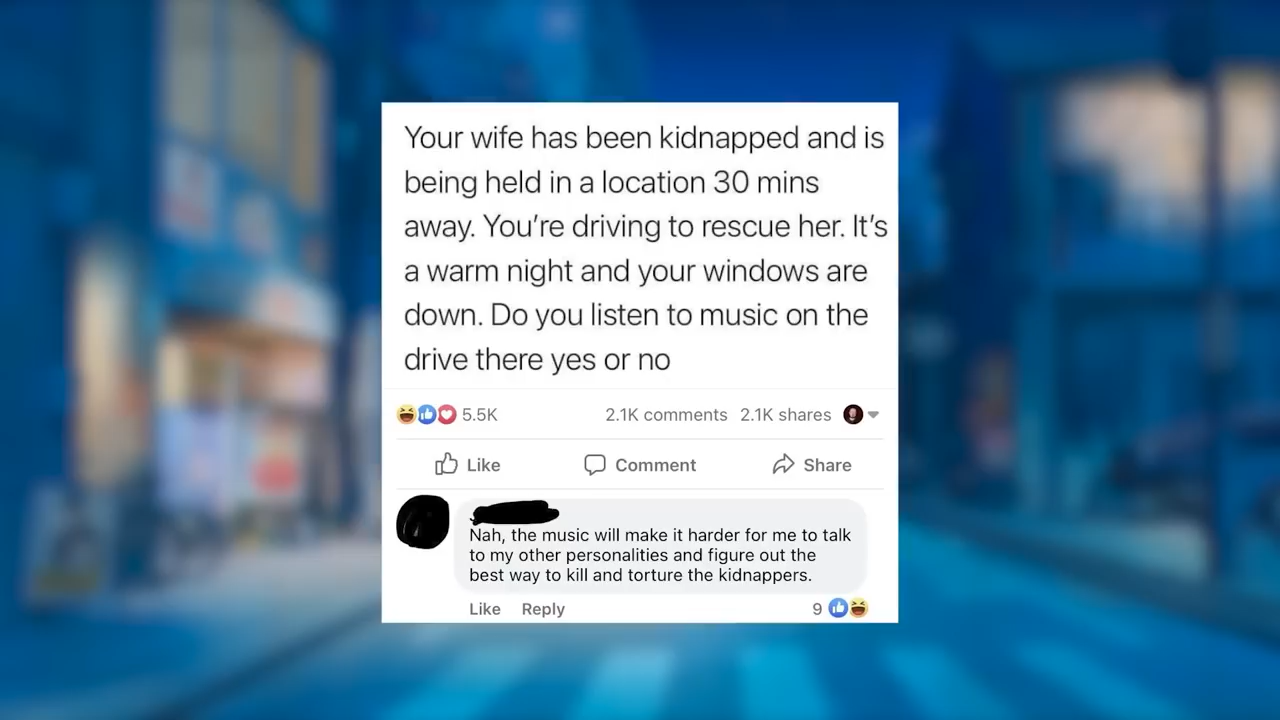 Your wife has been kidnapped and is
being held in a location 30 mins
away. You’re driving to rescue her. It’s
a warm night and your windows are
down. Do you listen to music on the
drive there yes or no
5.5K 2.1K comments 2.1K shares
Like Comment Share
Nah, the music will make it harder for me to talk
to my other personalities and figure out the
best way to kill and torture the kidnappers.
Like Reply 9